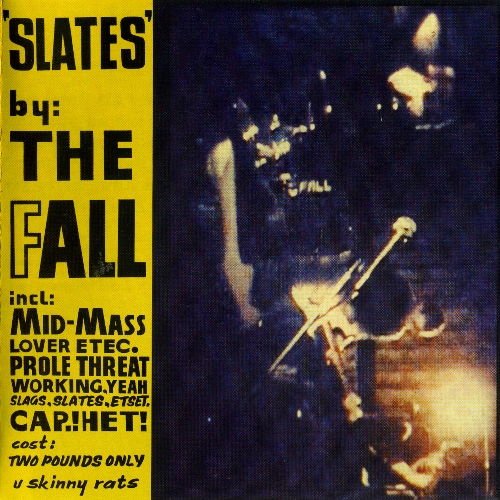 'SLATES'
by:
THE
FALL
incl:
MID-MASS
LOVER ETEC.
PROLE THREAT
WORKING.YEAH
SLAGS, SLATES, ETSET.
CAP.!HET!
cost:
TWO POUNDS ONLY
u skinny rats
FALL